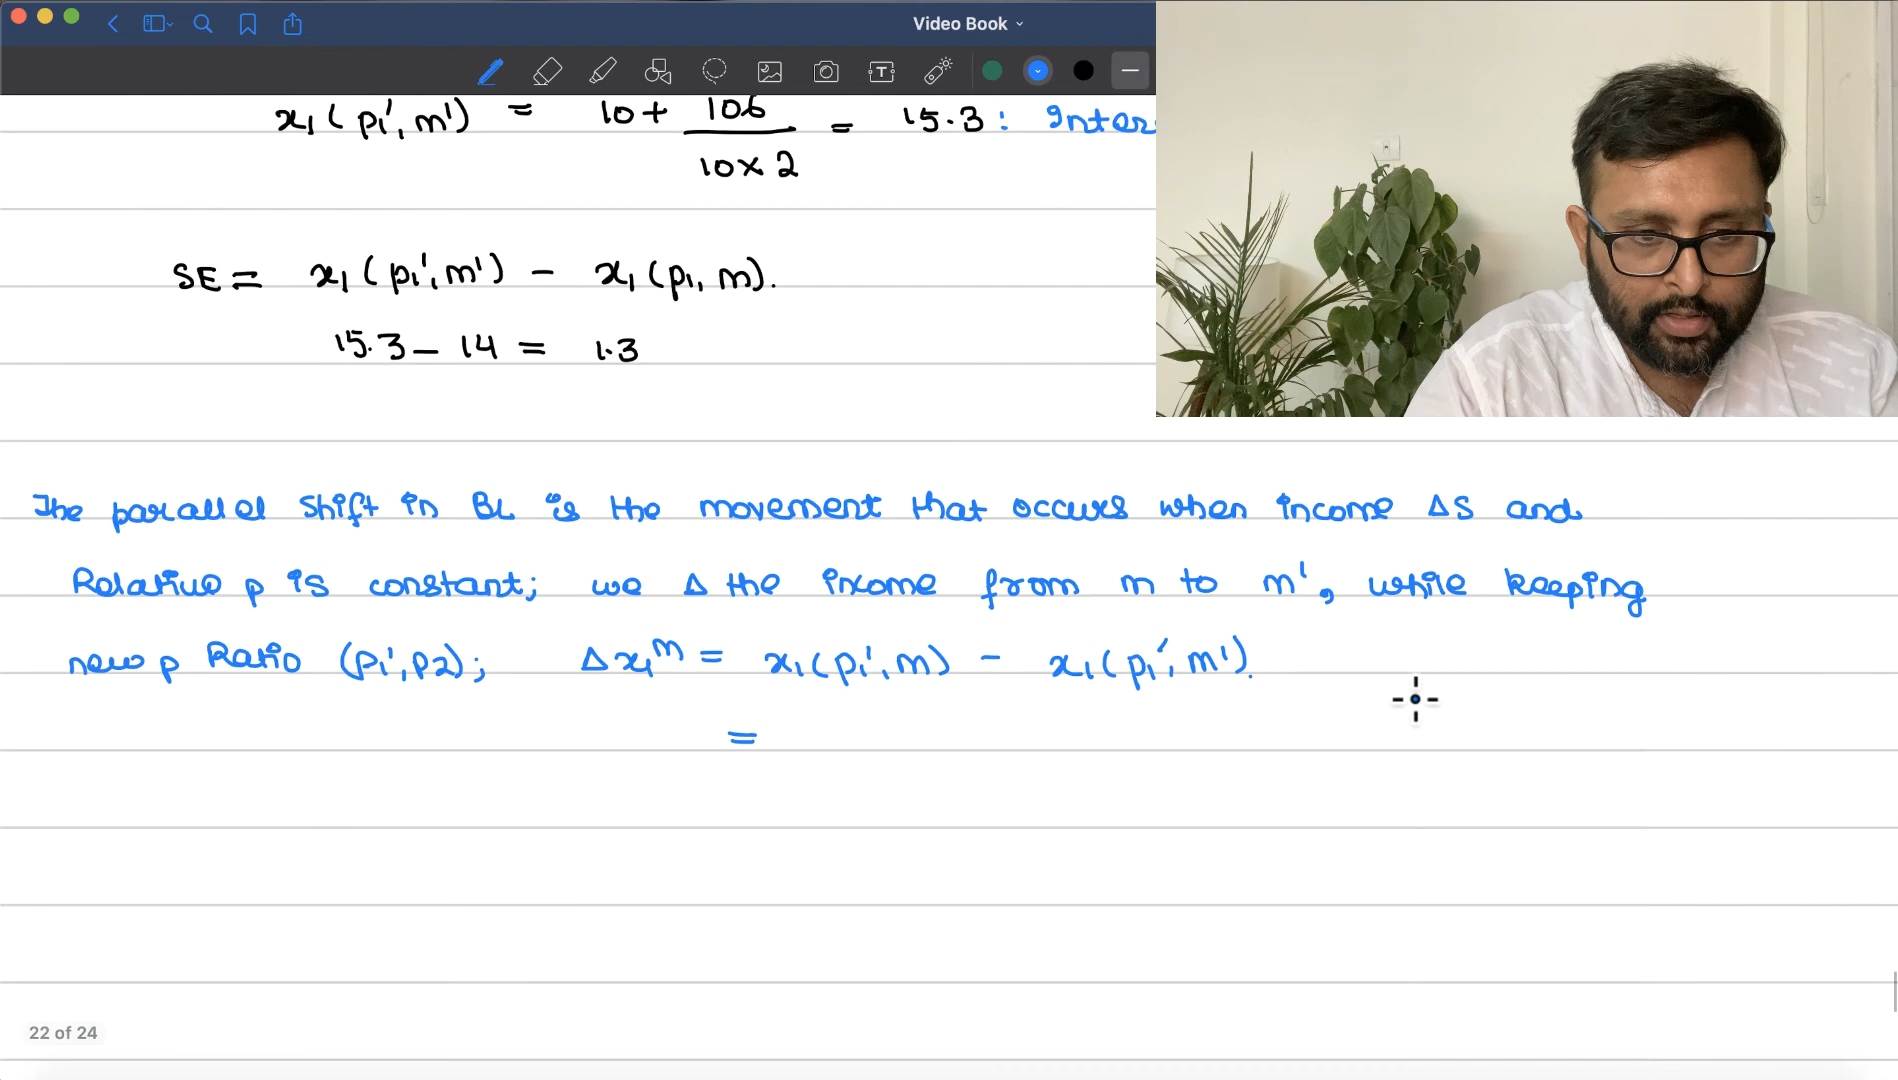 Video Book
x₁(p₁', m') = 10 + 106 / 10 × 2 = 15.3 : Inter
SE = x₁(p₁', m') - x₁(p₁, m).
15.3 - 14 = 1.3
The parallel shift in BL is the movement that occurs when income ΔS and
Relative p is constant; we Δ the income from m to m', while keeping
new p Ratio (p₁', p2); Δx₁ᵐ = x₁(p₁', m) - x₁(p₁', m').
=
22 of 24